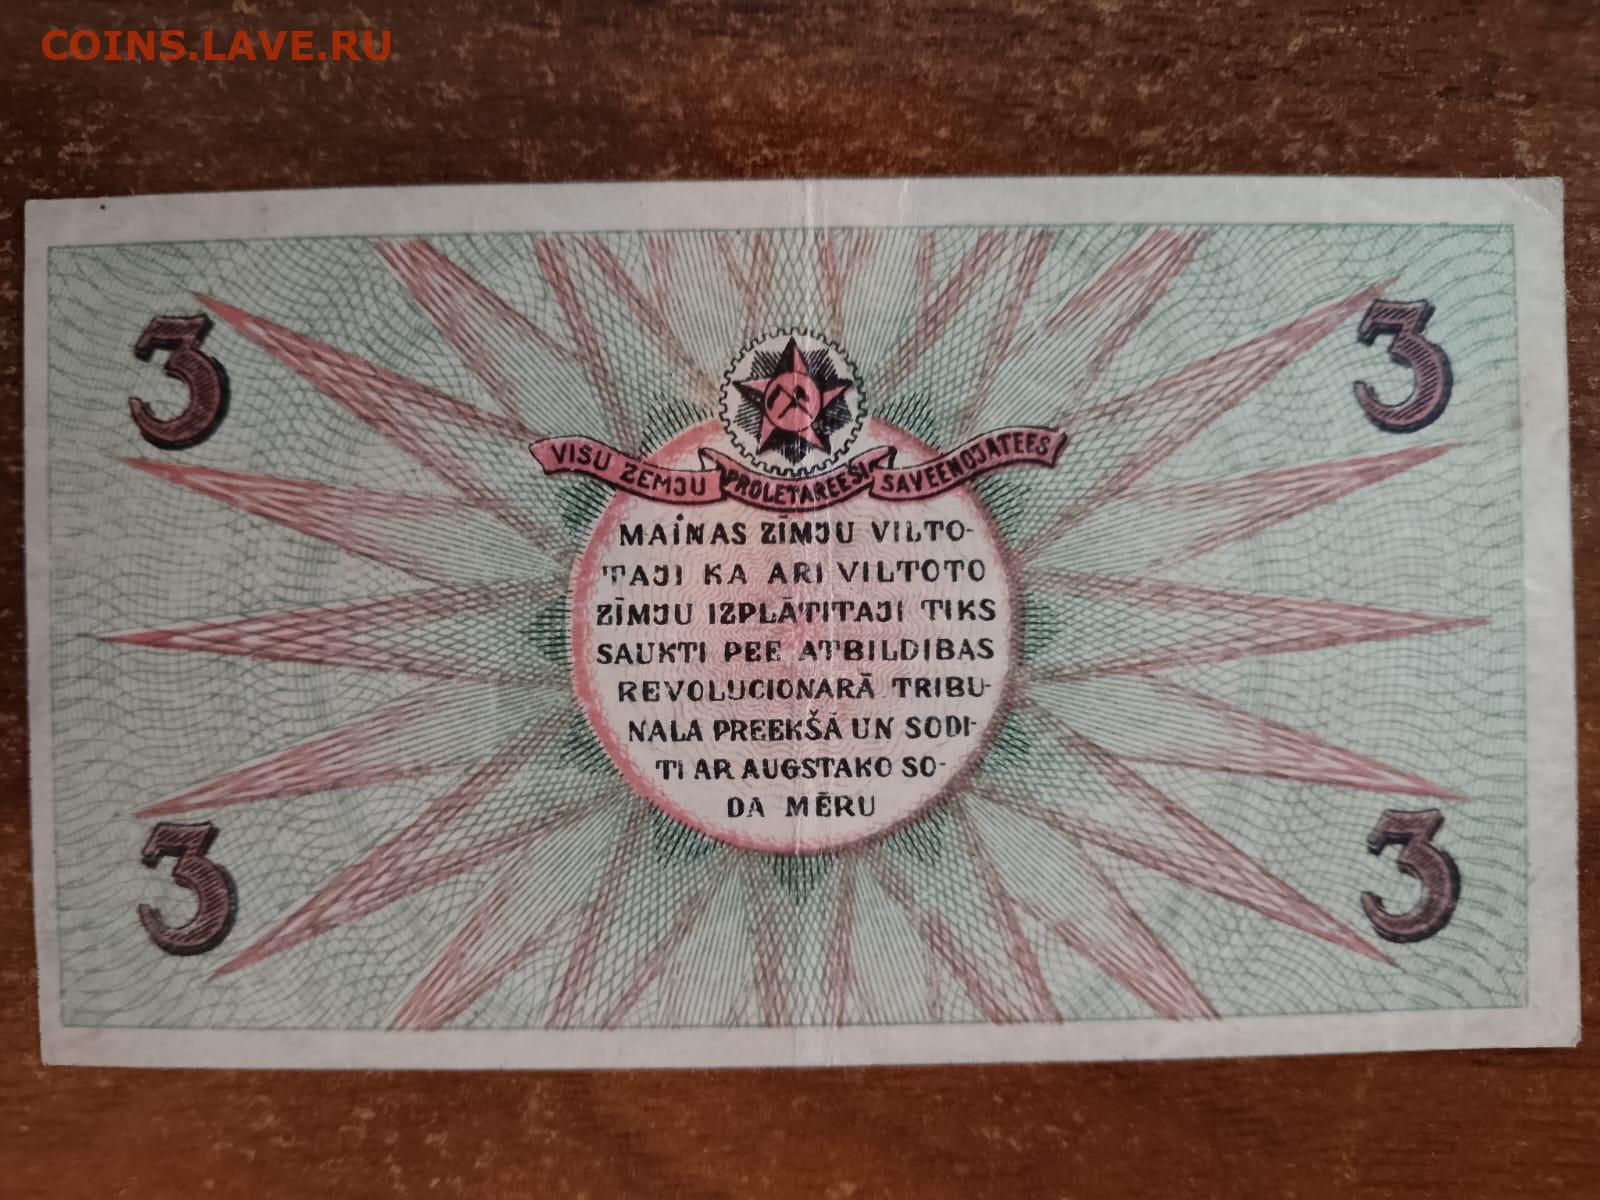 COINS.LAVE.RU
3 3
VISU ZEMJU PROLETAREEŠI SAVEENOJATEES
MAINAS ZĪMJU VILTO-
TAJI KA ARI VILTOTO
ZĪMJU IZPLĀTITAJI TIKS
SAUKTI PEE ATBILDIBAS
REVOLUCIONARĀ TRIBU-
NALA PREEKŠĀ UN SODI-
TI AR AUGSTAKO SO-
DA MĒRU
3 3